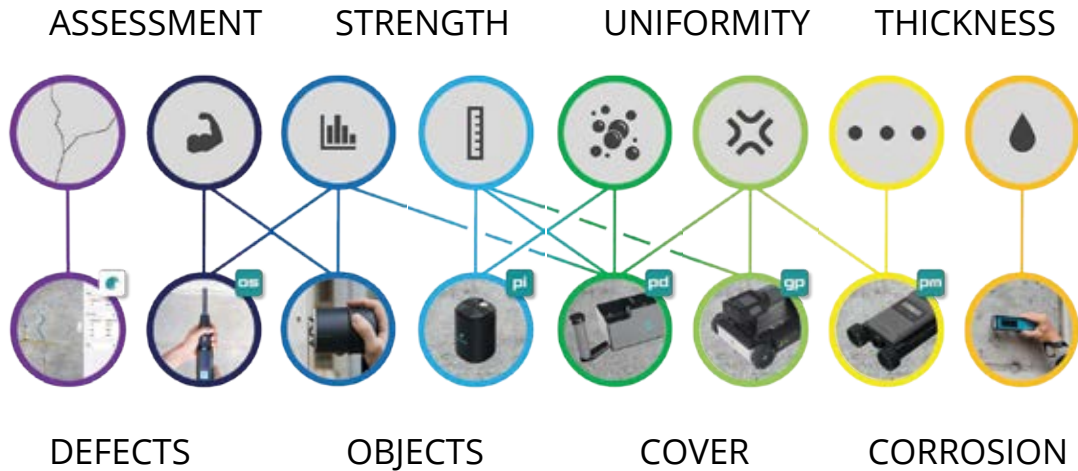 ASSESSMENT STRENGTH UNIFORMITY THICKNESS
os pi pd gp pm
DEFECTS OBJECTS COVER CORROSION